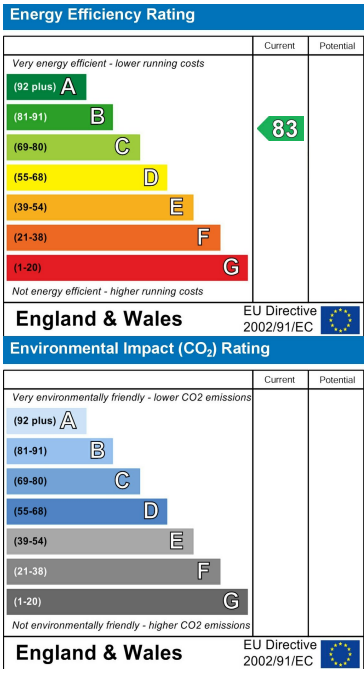 Energy Efficiency Rating
Current Potential
Very energy efficient - lower running costs
(92 plus) A
(81-91) B
83
(69-80) C
(55-68) D
(39-54) E
(21-38) F
(1-20) G
Not energy efficient - higher running costs
England & Wales
EU Directive
2002/91/EC
Environmental Impact (CO₂) Rating
Current Potential
Very environmentally friendly - lower CO2 emissions
(92 plus) A
(81-91) B
(69-80) C
(55-68) D
(39-54) E
(21-38) F
(1-20) G
Not environmentally friendly - higher CO2 emissions
England & Wales
EU Directive
2002/91/EC